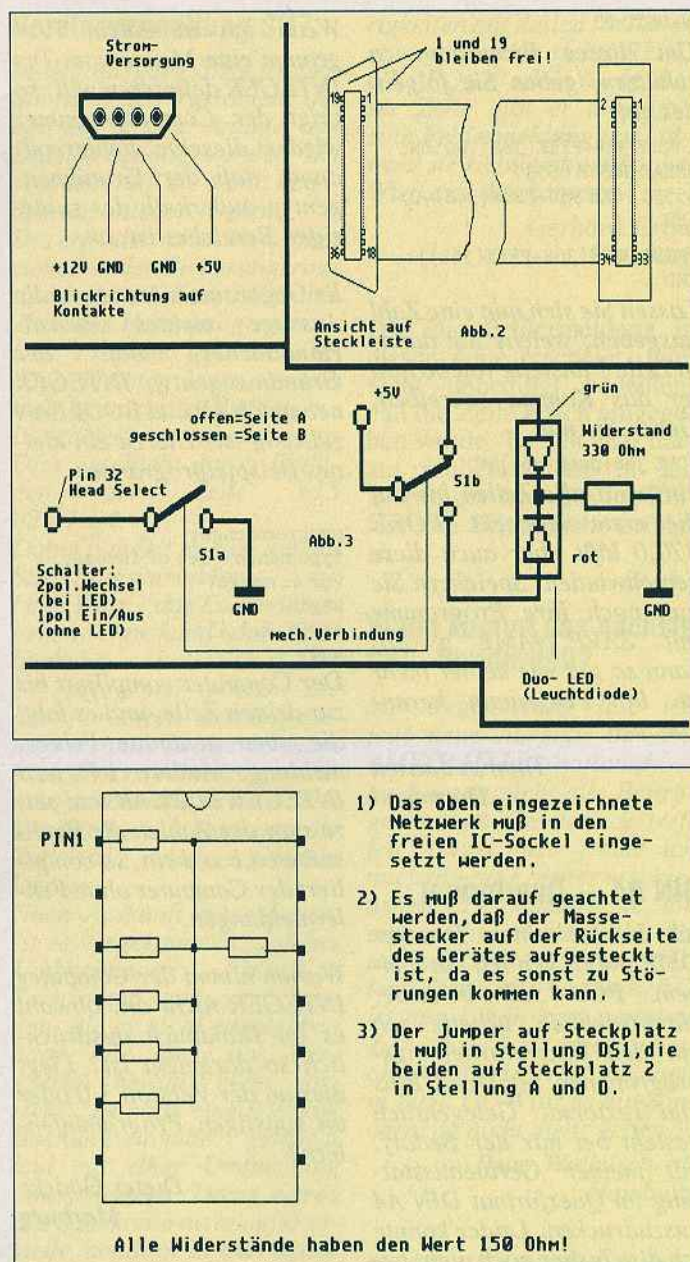 Strom-
Versorgung
1 und 19
bleiben frei!
19
1
2
1
36
18
34
33
+12V GND GND +5V
Blickrichtung auf
Kontakte
Ansicht auf
Steckleiste
Abb.2
offen=Seite A
geschlossen =Seite B
+5V
grün
Widerstand
330 Ohm
Pin 32
Head Select
S1b
S1a
Abb.3
rot
Schalter:
2pol.Wechsel
(bei LED)
1pol Ein/Aus
(ohne LED)
GND
GND
mech.Verbindung
Duo- LED
(Leuchtdiode)
PIN1
1) Das oben eingezeichnete
Netzwerk muß in den
freien IC-Sockel einge-
setzt werden.
2) Es muß darauf geachtet
werden,daß der Masse-
stecker auf der Rückseite
des Gerätes aufgesteckt
ist, da es sonst zu Stö-
rungen kommen kann.
3) Der Jumper auf Steckplatz
1 muß in Stellung DS1,die
beiden auf Steckplatz 2
in Stellung A und D.
Alle Widerstände haben den Wert 150 Ohm!